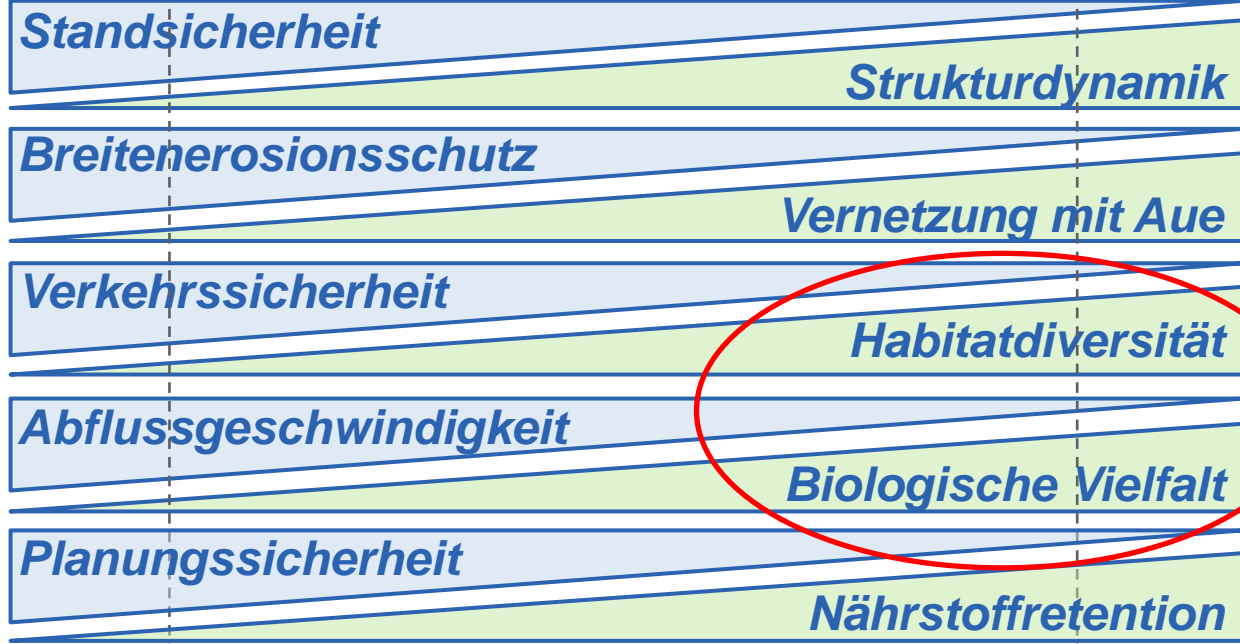 Standsicherheit
Strukturdynamik
Breitenerosionsschutz
Vernetzung mit Aue
Verkehrssicherheit
Habitatdiversität
Abflussgeschwindigkeit
Biologische Vielfalt
Planungssicherheit
Nährstoffretention